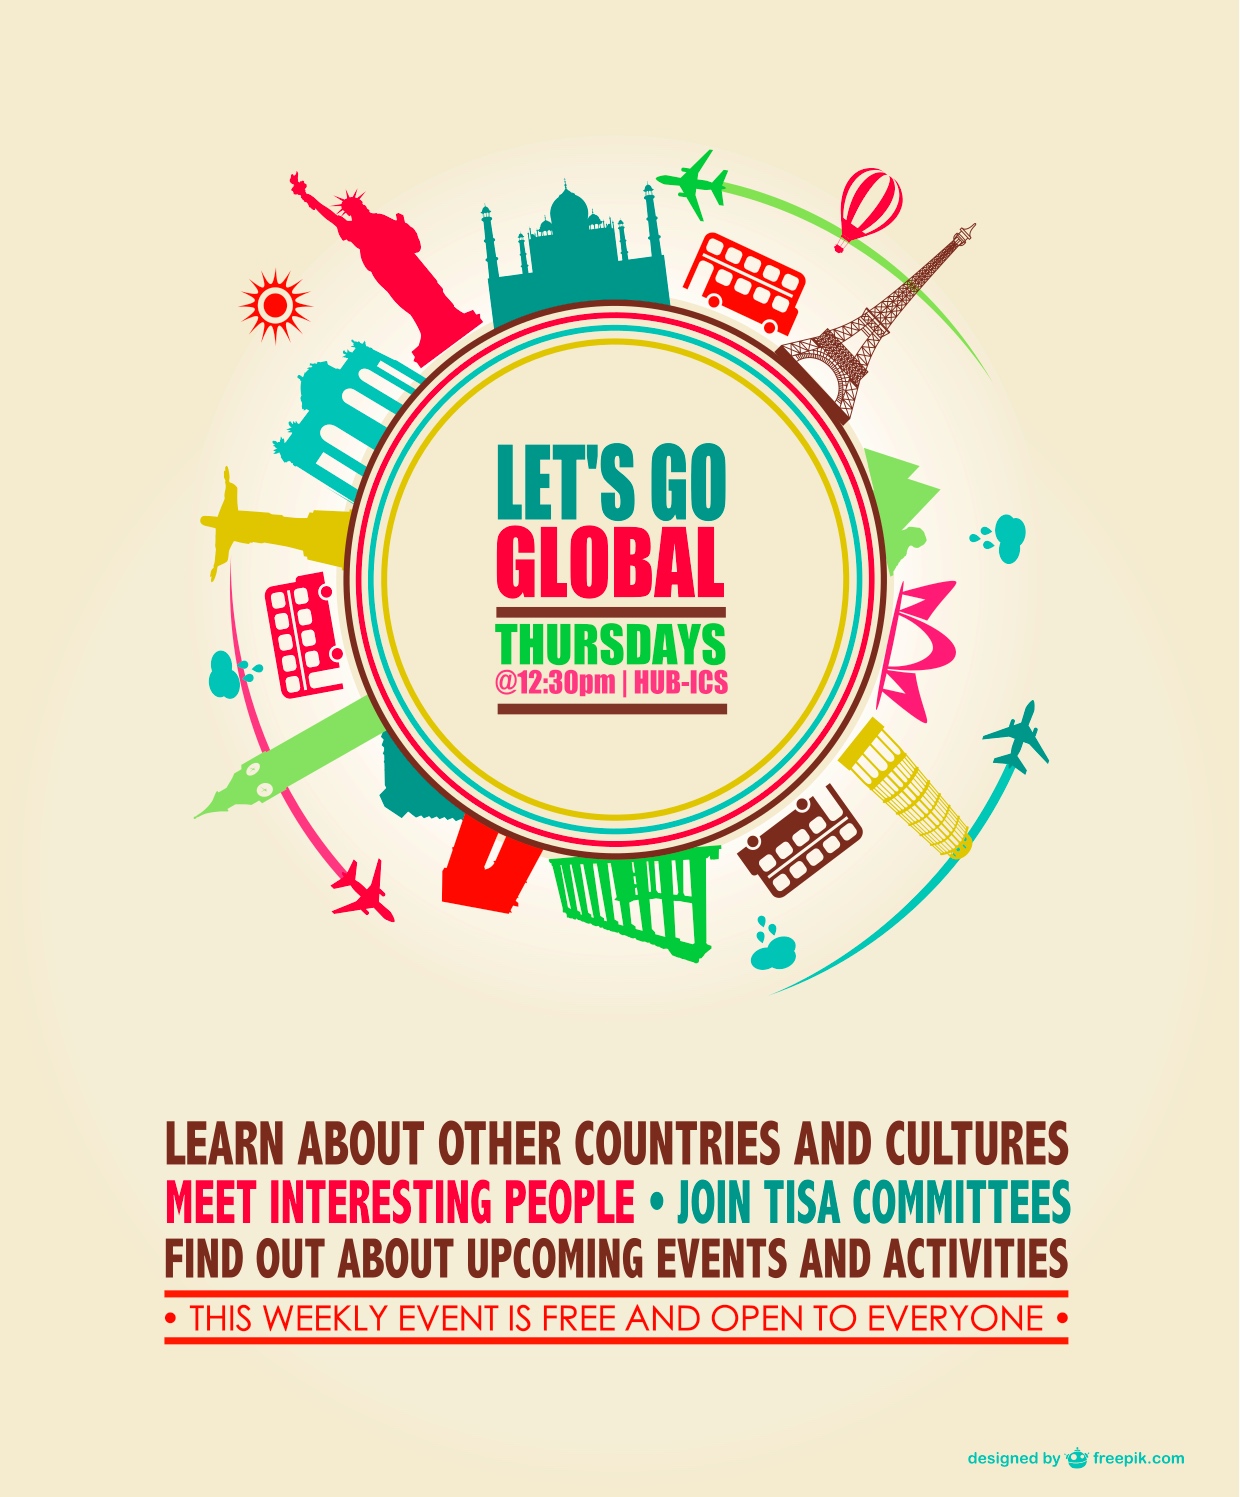 LET'S GO
GLOBAL
THURSDAYS
@12:30pm | HUB-ICS
LEARN ABOUT OTHER COUNTRIES AND CULTURES
MEET INTERESTING PEOPLE • JOIN TISA COMMITTEES
FIND OUT ABOUT UPCOMING EVENTS AND ACTIVITIES
• THIS WEEKLY EVENT IS FREE AND OPEN TO EVERYONE •
designed by freepik.com